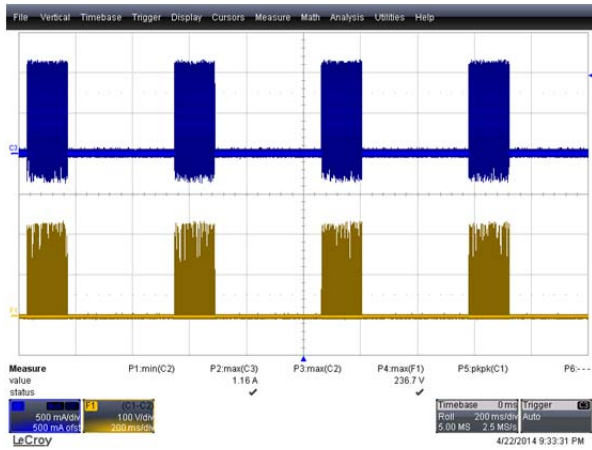 File Vertical Timebase Trigger Display Cursors Measure Math Analysis Utilities Help
C3
Measure P1:min(C2) P2:max(C3) P3:max(C2) P4:max(F1) P5:pkpk(C1) P6:---
value 1.16 A 236.7 V
status
F1 (C1-C2) Timebase 0 ms Trigger C3
500 mA/div 100 V/div Roll 200 ms/div Auto
500 mA ofst 200 ms/div 5.00 MS 2.5 MS/s
LeCroy 4/22/2014 9:33:31 PM